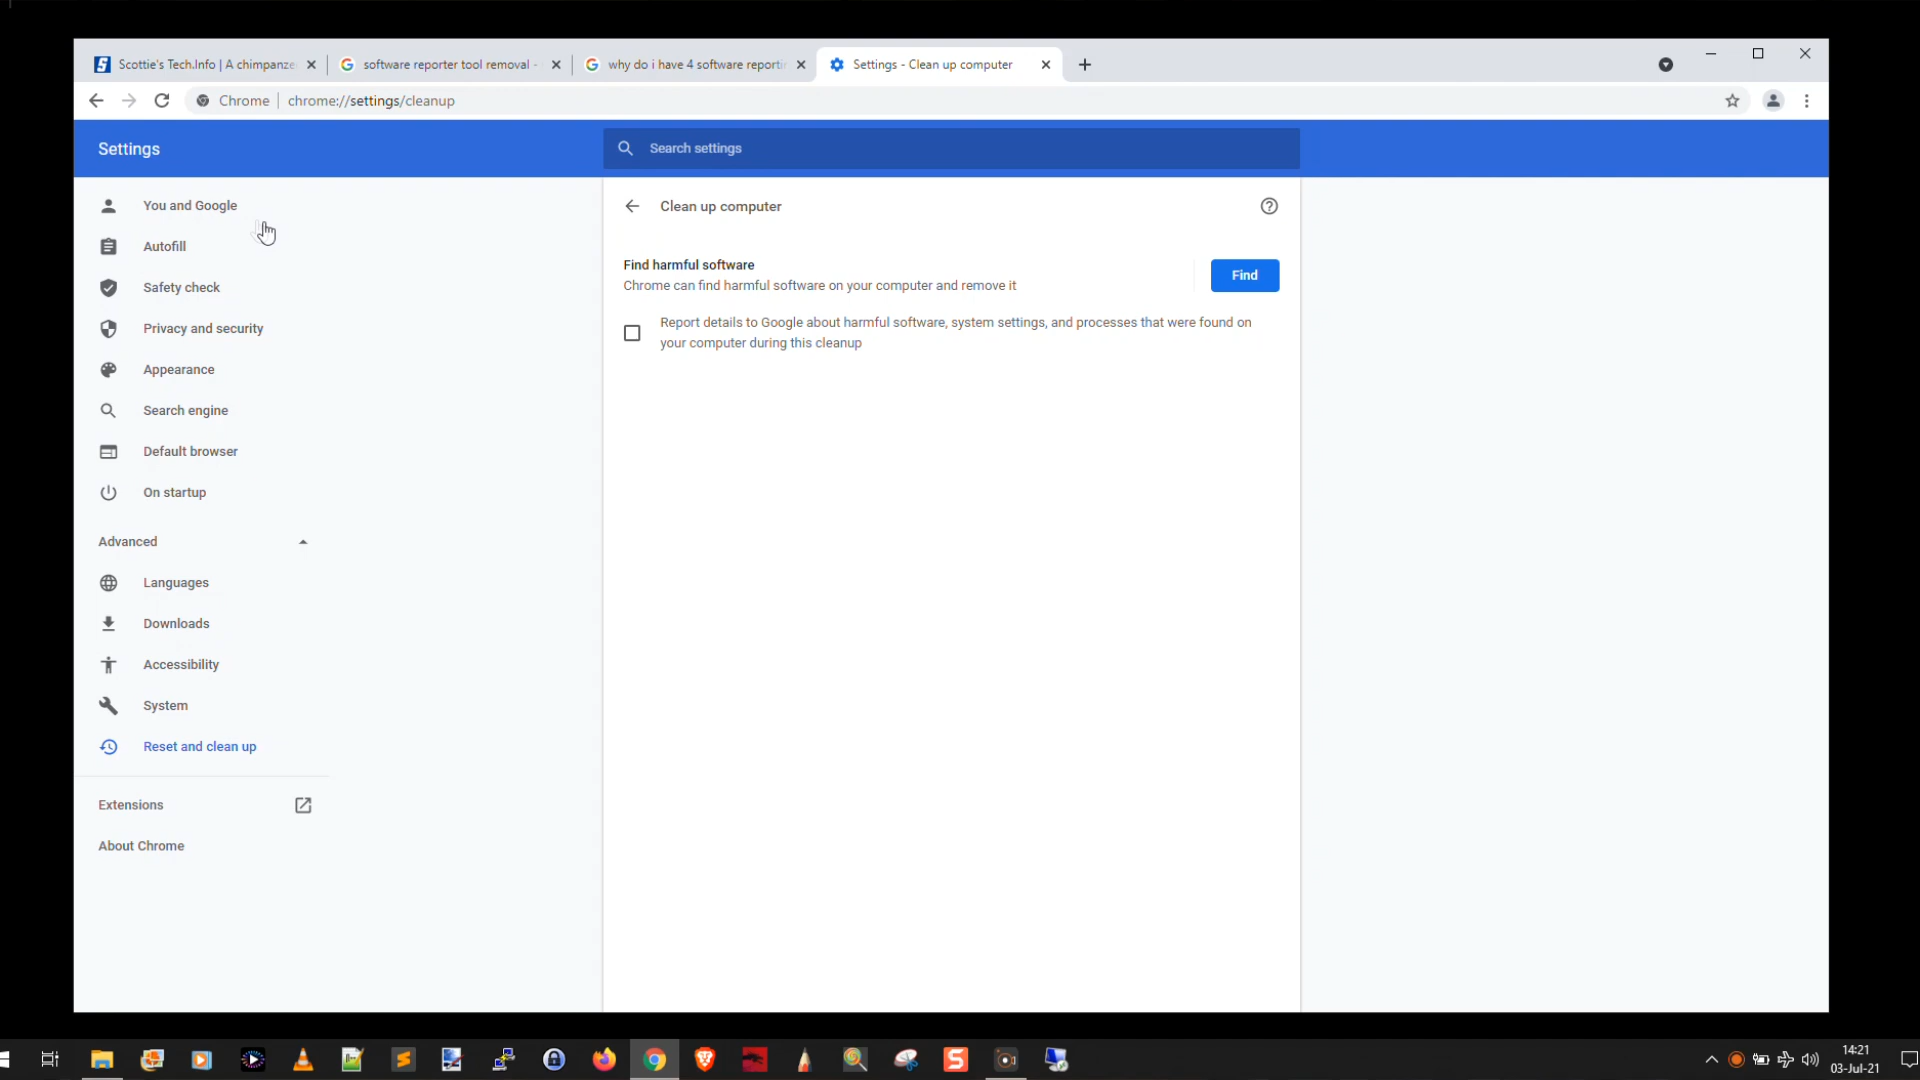 Scottie's Tech.Info | A chimpanze
software reporter tool removal -
why do i have 4 software reporti
Settings - Clean up computer
Chrome
chrome://settings/cleanup
Settings
Search settings
You and Google
Autofill
Safety check
Privacy and security
Appearance
Search engine
Default browser
On startup
Advanced
Languages
Downloads
Accessibility
System
Reset and clean up
Extensions
About Chrome
Clean up computer
Find harmful software
Chrome can find harmful software on your computer and remove it
Find
Report details to Google about harmful software, system settings, and processes that were found on
your computer during this cleanup
14:21
03-Jul-21